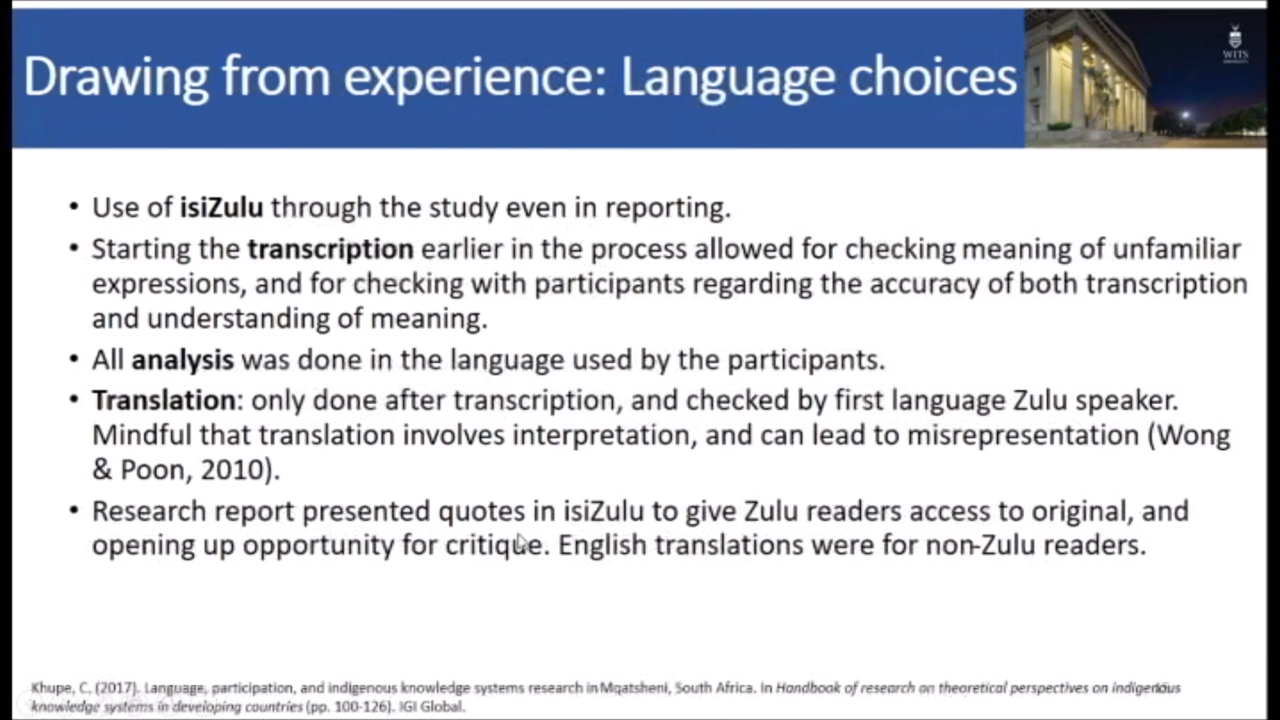 Drawing from experience: Language choices
WITS
UNIVERSITY
• Use of isiZulu through the study even in reporting.
• Starting the transcription earlier in the process allowed for checking meaning of unfamiliar
expressions, and for checking with participants regarding the accuracy of both transcription
and understanding of meaning.
• All analysis was done in the language used by the participants.
• Translation: only done after transcription, and checked by first language Zulu speaker.
Mindful that translation involves interpretation, and can lead to misrepresentation (Wong
& Poon, 2010).
• Research report presented quotes in isiZulu to give Zulu readers access to original, and
opening up opportunity for critique. English translations were for non-Zulu readers.
Khupe, C. (2017). Language, participation, and indigenous knowledge systems research in Mqatsheni, South Africa. In Handbook of research on theoretical perspectives on indigenous
knowledge systems in developing countries (pp. 100-126). IGI Global.